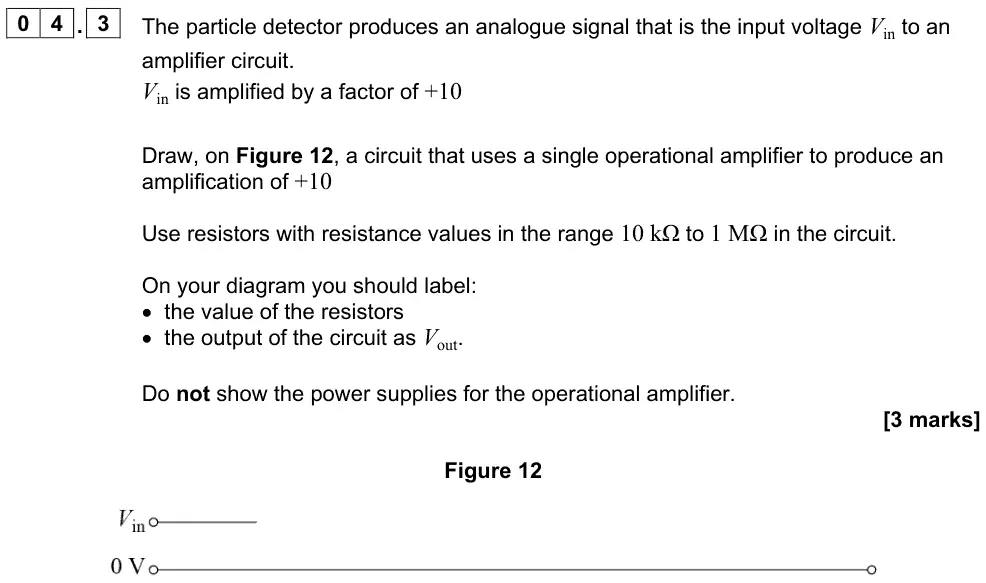 0 4 . 3 The particle detector produces an analogue signal that is the input voltage Vin to an
amplifier circuit.
Vin is amplified by a factor of +10
Draw, on Figure 12, a circuit that uses a single operational amplifier to produce an
amplification of +10
Use resistors with resistance values in the range 10 kΩ to 1 MΩ in the circuit.
On your diagram you should label:
• the value of the resistors
• the output of the circuit as Vout.
Do not show the power supplies for the operational amplifier.
[3 marks]
Figure 12
Vin
0 V